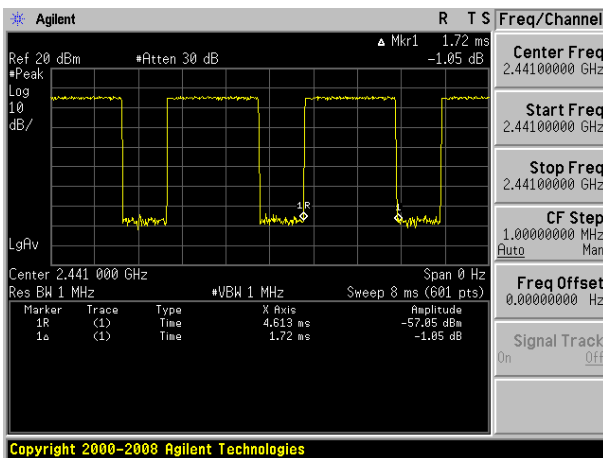 Agilent R T S
Δ Mkr1 1.72 ms
Ref 20 dBm #Atten 30 dB -1.05 dB
#Peak
Log
10
dB/
1R
1
LgAv
Center 2.441 000 GHz Span 0 Hz
Res BW 1 MHz #VBW 1 MHz Sweep 8 ms (601 pts)
Marker Trace Type X Axis Amplitude
1R (1) Time 4.613 ms -57.05 dBm
1Δ (1) Time 1.72 ms -1.05 dB
Copyright 2000-2008 Agilent Technologies
Freq/Channel
Center Freq
2.44100000 GHz
Start Freq
2.44100000 GHz
Stop Freq
2.44100000 GHz
CF Step
1.00000000 MHz
Auto Man
Freq Offset
0.00000000 Hz
Signal Track
On Off